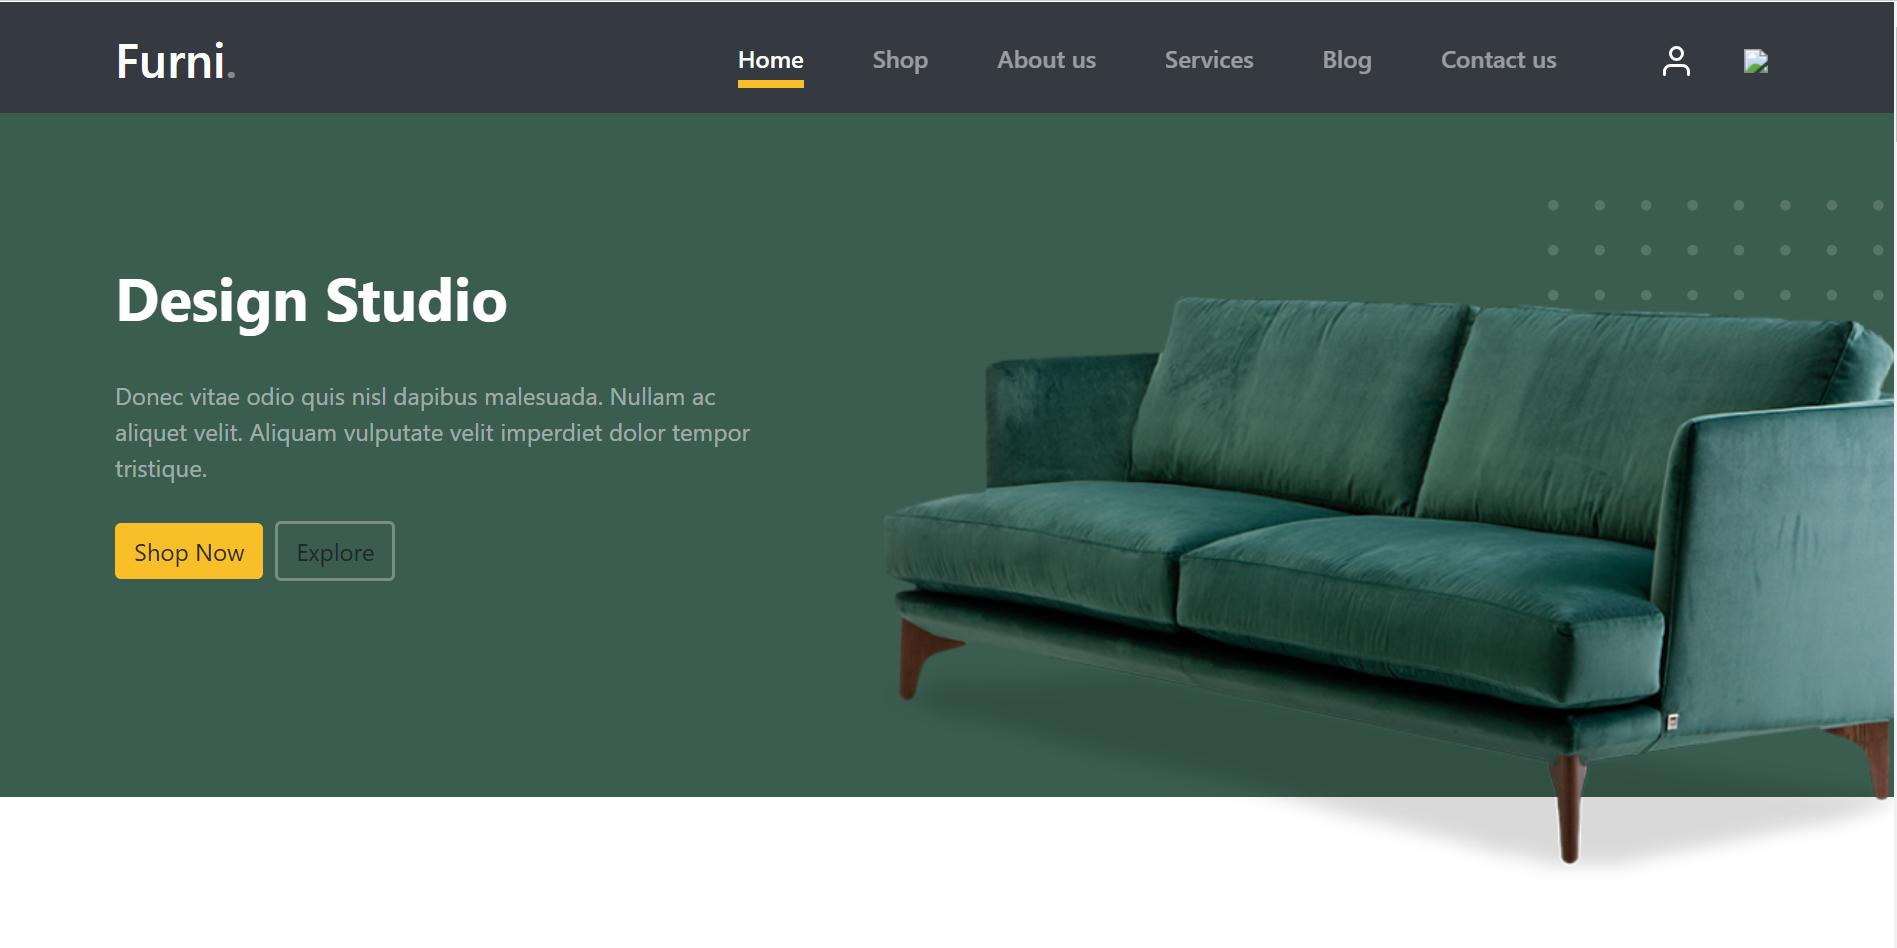 Furni.
Home
Shop
About us
Services
Blog
Contact us
Design Studio
Donec vitae odio quis nisl dapibus malesuada. Nullam ac
aliquet velit. Aliquam vulputate velit imperdiet dolor tempor
tristique.
Shop Now
Explore